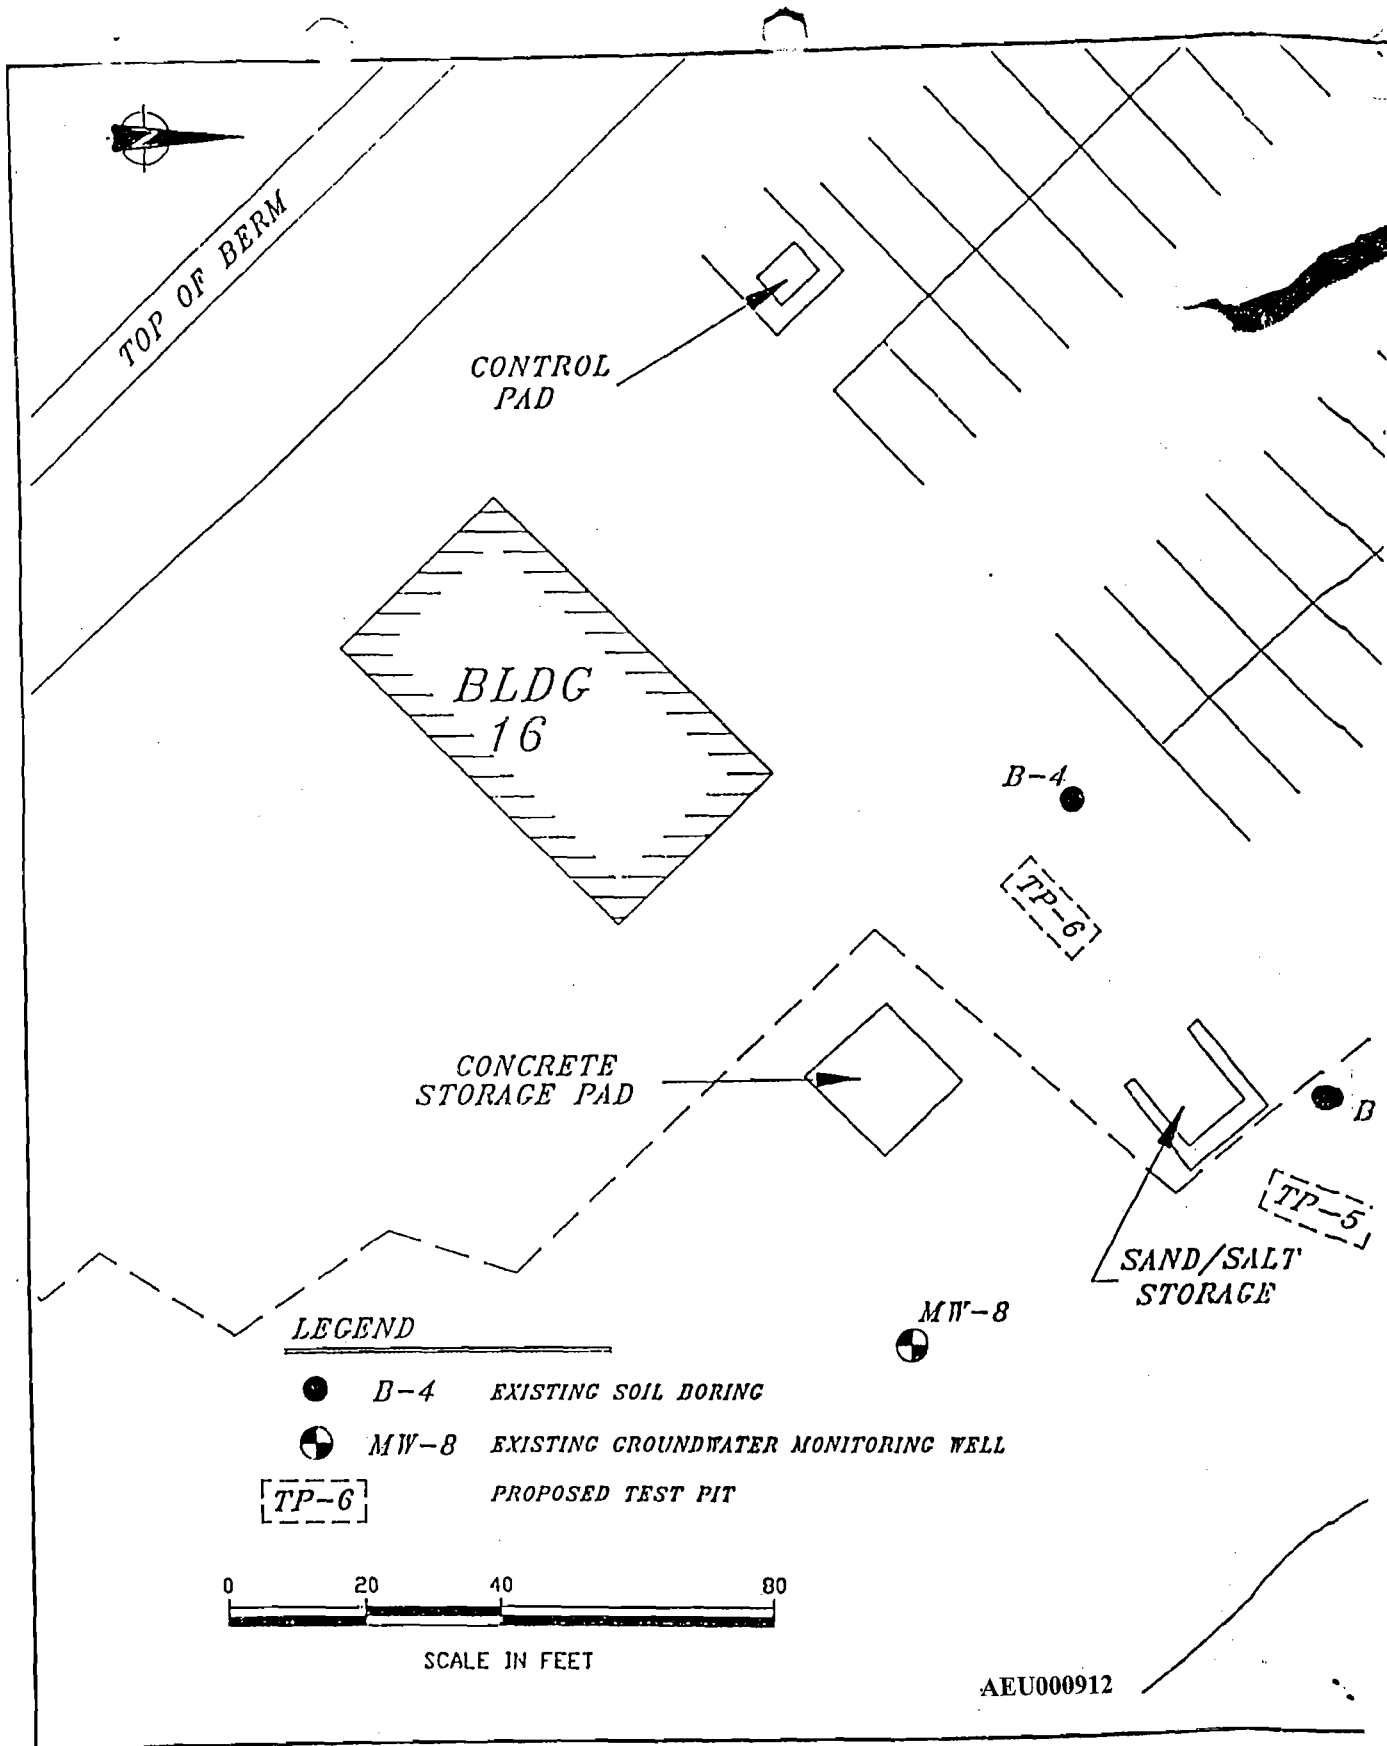 N
TOP OF BERM
CONTROL
PAD
BLDG
16
B-4
TP-6
CONCRETE
STORAGE PAD
B
TP-5
SAND/SALT
STORAGE
MW-8
LEGEND
B-4 EXISTING SOIL BORING
MW-8 EXISTING GROUNDWATER MONITORING WELL
TP-6 PROPOSED TEST PIT
0 20 40 80
SCALE IN FEET
AEU000912